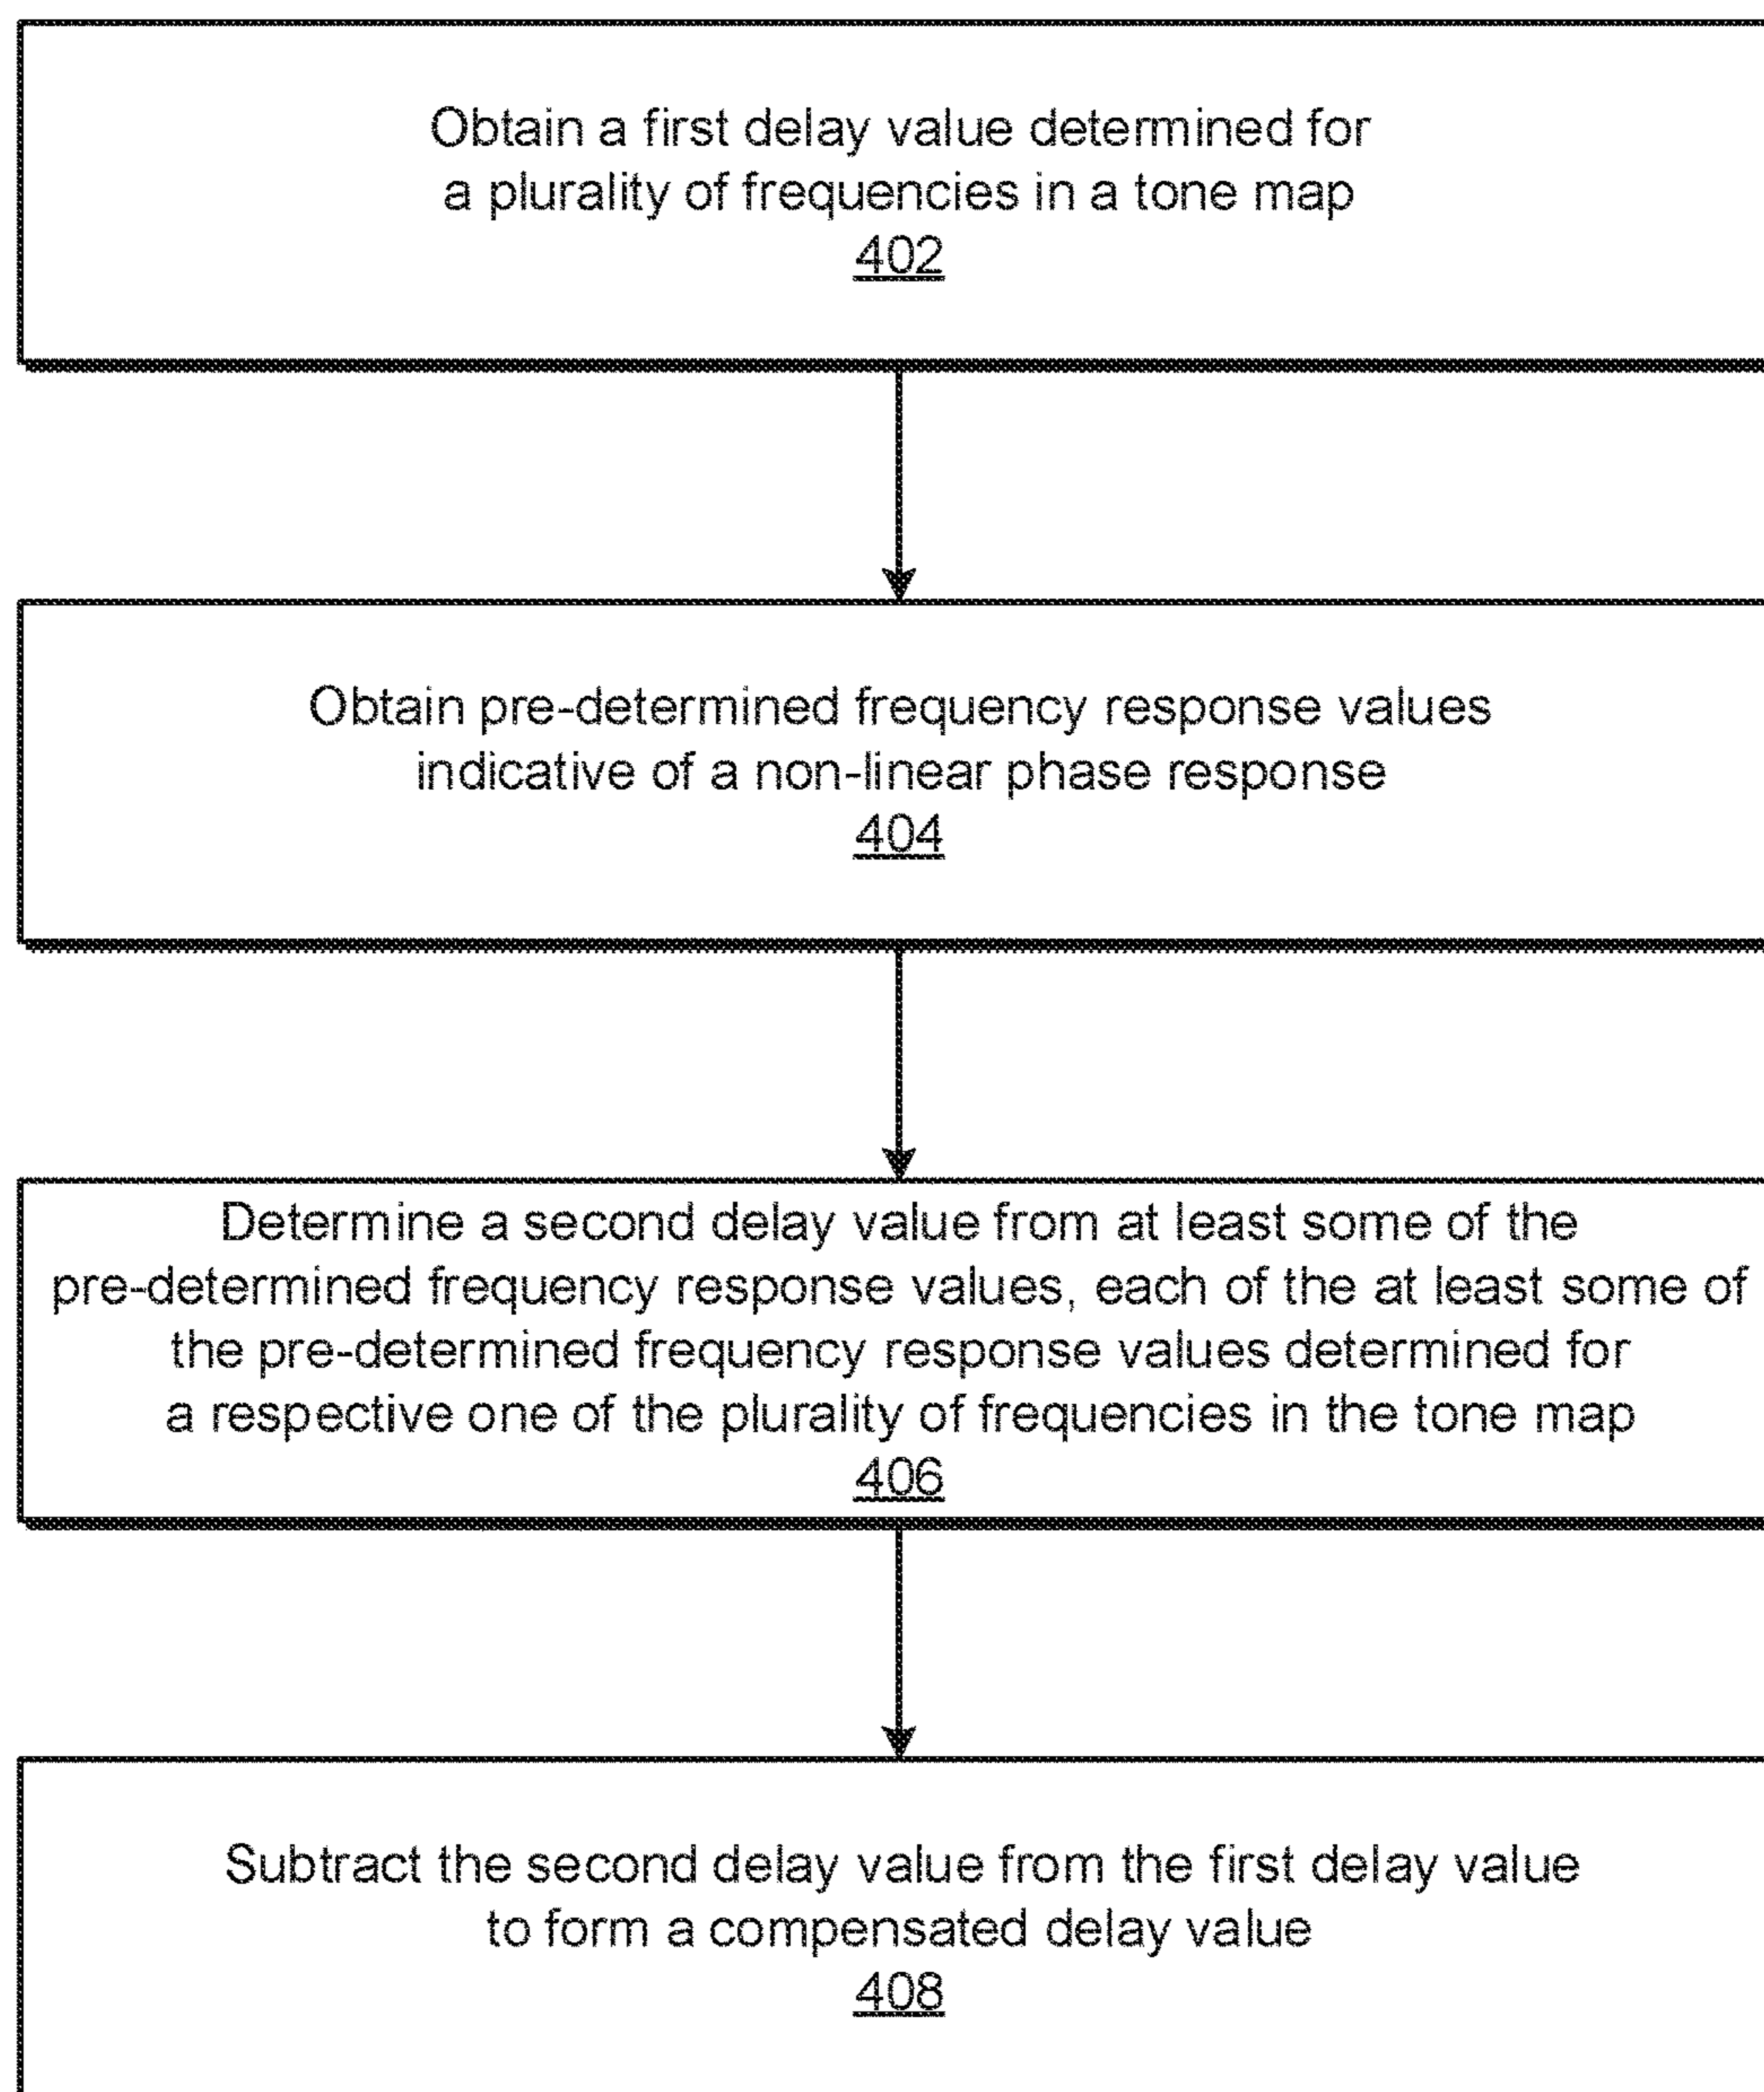 Obtain a first delay value determined for
a plurality of frequencies in a tone map
402
Obtain pre-determined frequency response values
indicative of a non-linear phase response
404
Determine a second delay value from at least some of the
pre-determined frequency response values, each of the at least some of
the pre-determined frequency response values determined for
a respective one of the plurality of frequencies in the tone map
406
Subtract the second delay value from the first delay value
to form a compensated delay value
408